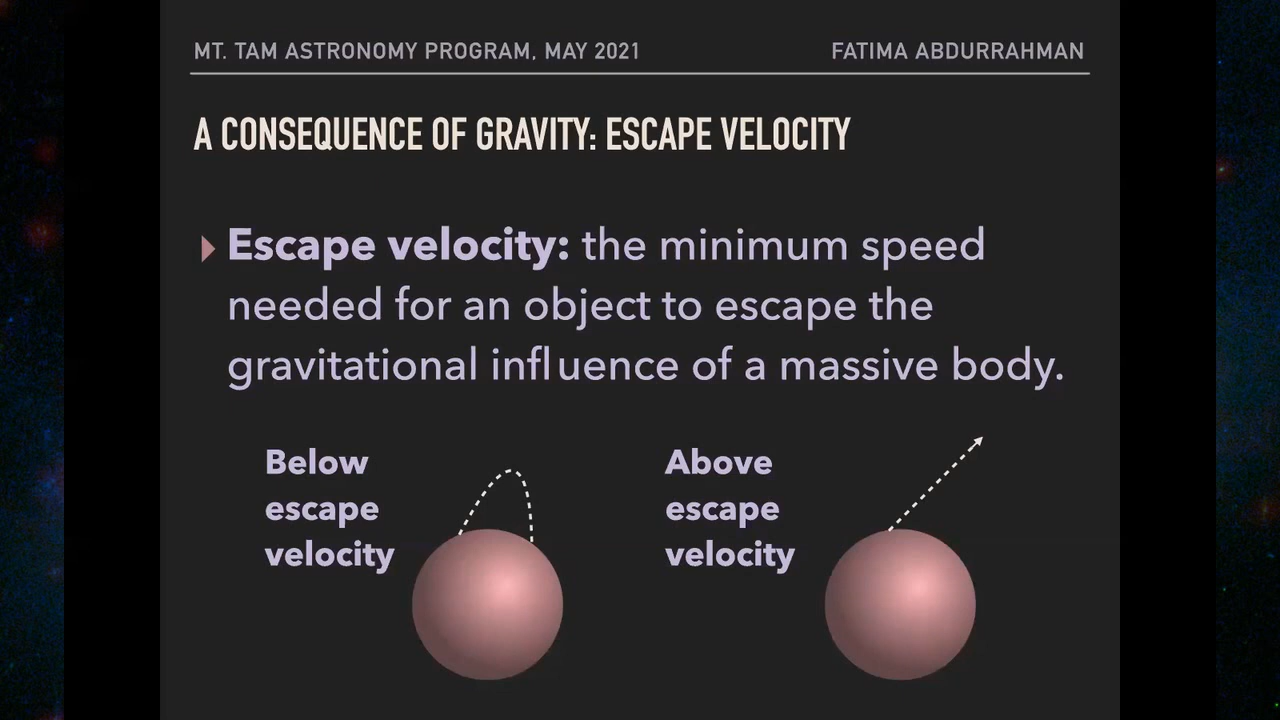 MT. TAM ASTRONOMY PROGRAM, MAY 2021 FATIMA ABDURRAHMAN
A CONSEQUENCE OF GRAVITY: ESCAPE VELOCITY
Escape velocity: the minimum speed
needed for an object to escape the
gravitational influence of a massive body.
Below
escape
velocity
Above
escape
velocity